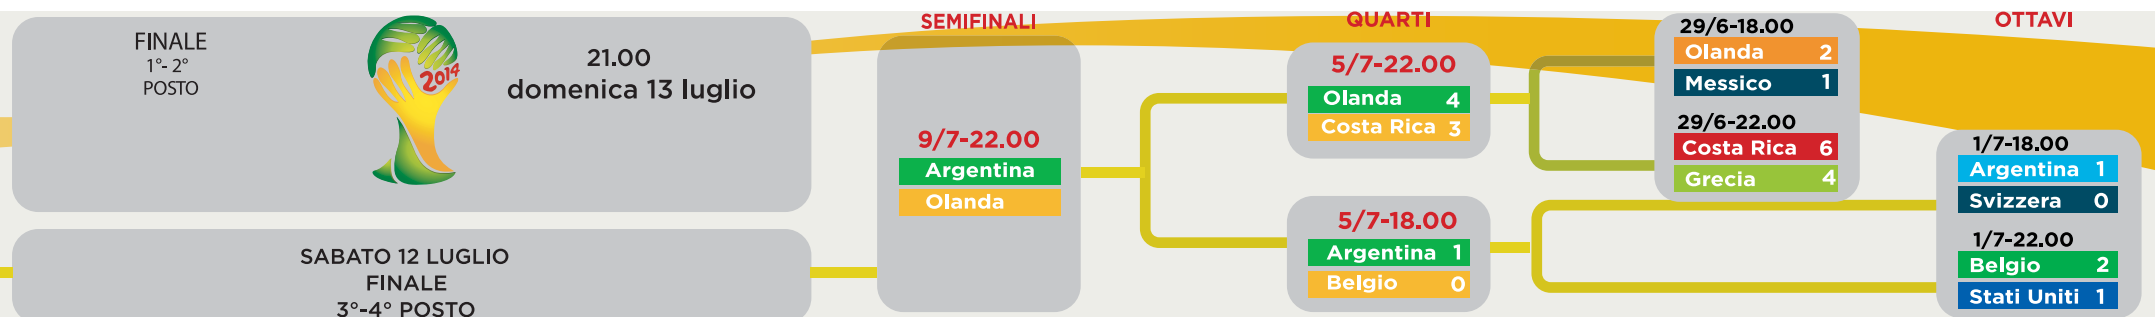 FINALE
1°- 2°
POSTO
2014
21.00
domenica 13 luglio
SABATO 12 LUGLIO
FINALE
3°-4° POSTO
SEMIFINALI
9/7-22.00
Argentina
Olanda
QUARTI
5/7-22.00
Olanda 4
Costa Rica 3
5/7-18.00
Argentina 1
Belgio 0
29/6-18.00
Olanda 2
Messico 1
29/6-22.00
Costa Rica 6
Grecia 4
OTTAVI
1/7-18.00
Argentina 1
Svizzera 0
1/7-22.00
Belgio 2
Stati Uniti 1